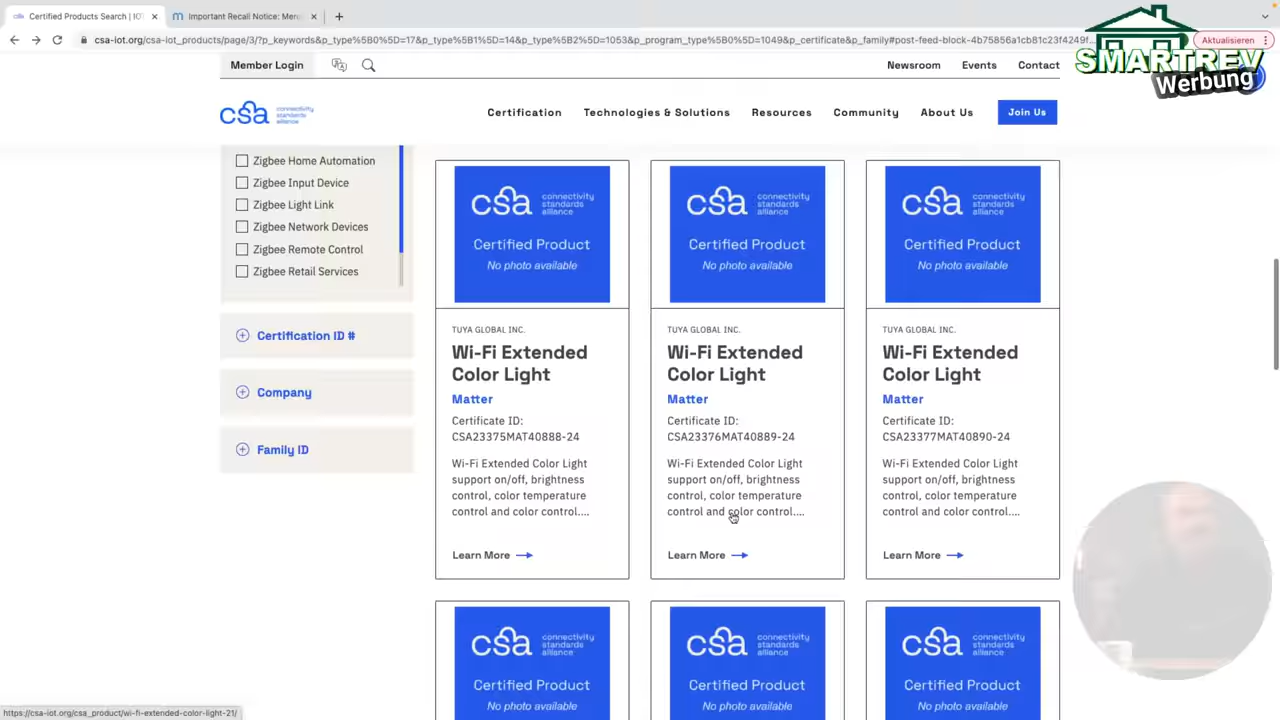 Certified Products Search | IOT
Important Recall Notice: Mero
csa-iot.org/csa-iot_products/page/3/?p_keywords&p_type%5B0%5D=17&p_type%5B1%5D=14&p_type%5B2%5D=1053&p_program_type%5B0%5D=1049&p_certificate&p_family#post-feed-block-4b75856a1cb81c23f4249f...
Aktualisieren
SMARTREV
Werbung
Member Login
Newsroom Events Contact
csa connectivity standards alliance
Certification Technologies & Solutions Resources Community About Us Join Us
Zigbee Home Automation
Zigbee Input Device
Zigbee Light Link
Zigbee Network Devices
Zigbee Remote Control
Zigbee Retail Services
Certification ID #
Company
Family ID
csa connectivity standards alliance
Certified Product
No photo available
TUYA GLOBAL INC.
Wi-Fi Extended
Color Light
Matter
Certificate ID:
CSA23375MAT40888-24
Wi-Fi Extended Color Light
support on/off, brightness
control, color temperature
control and color control....
Learn More
csa connectivity standards alliance
Certified Product
No photo available
TUYA GLOBAL INC.
Wi-Fi Extended
Color Light
Matter
Certificate ID:
CSA23376MAT40889-24
Wi-Fi Extended Color Light
support on/off, brightness
control, color temperature
control and color control....
Learn More
csa connectivity standards alliance
Certified Product
No photo available
TUYA GLOBAL INC.
Wi-Fi Extended
Color Light
Matter
Certificate ID:
CSA23377MAT40890-24
Wi-Fi Extended Color Light
support on/off, brightness
control, color temperature
control and color control....
Learn More
csa connectivity standards alliance
Certified Product
No photo available
csa connectivity standards alliance
Certified Product
No photo available
csa connectivity standards alliance
Certified Product
No photo available
https://csa-iot.org/csa_product/wi-fi-extended-color-light-21/